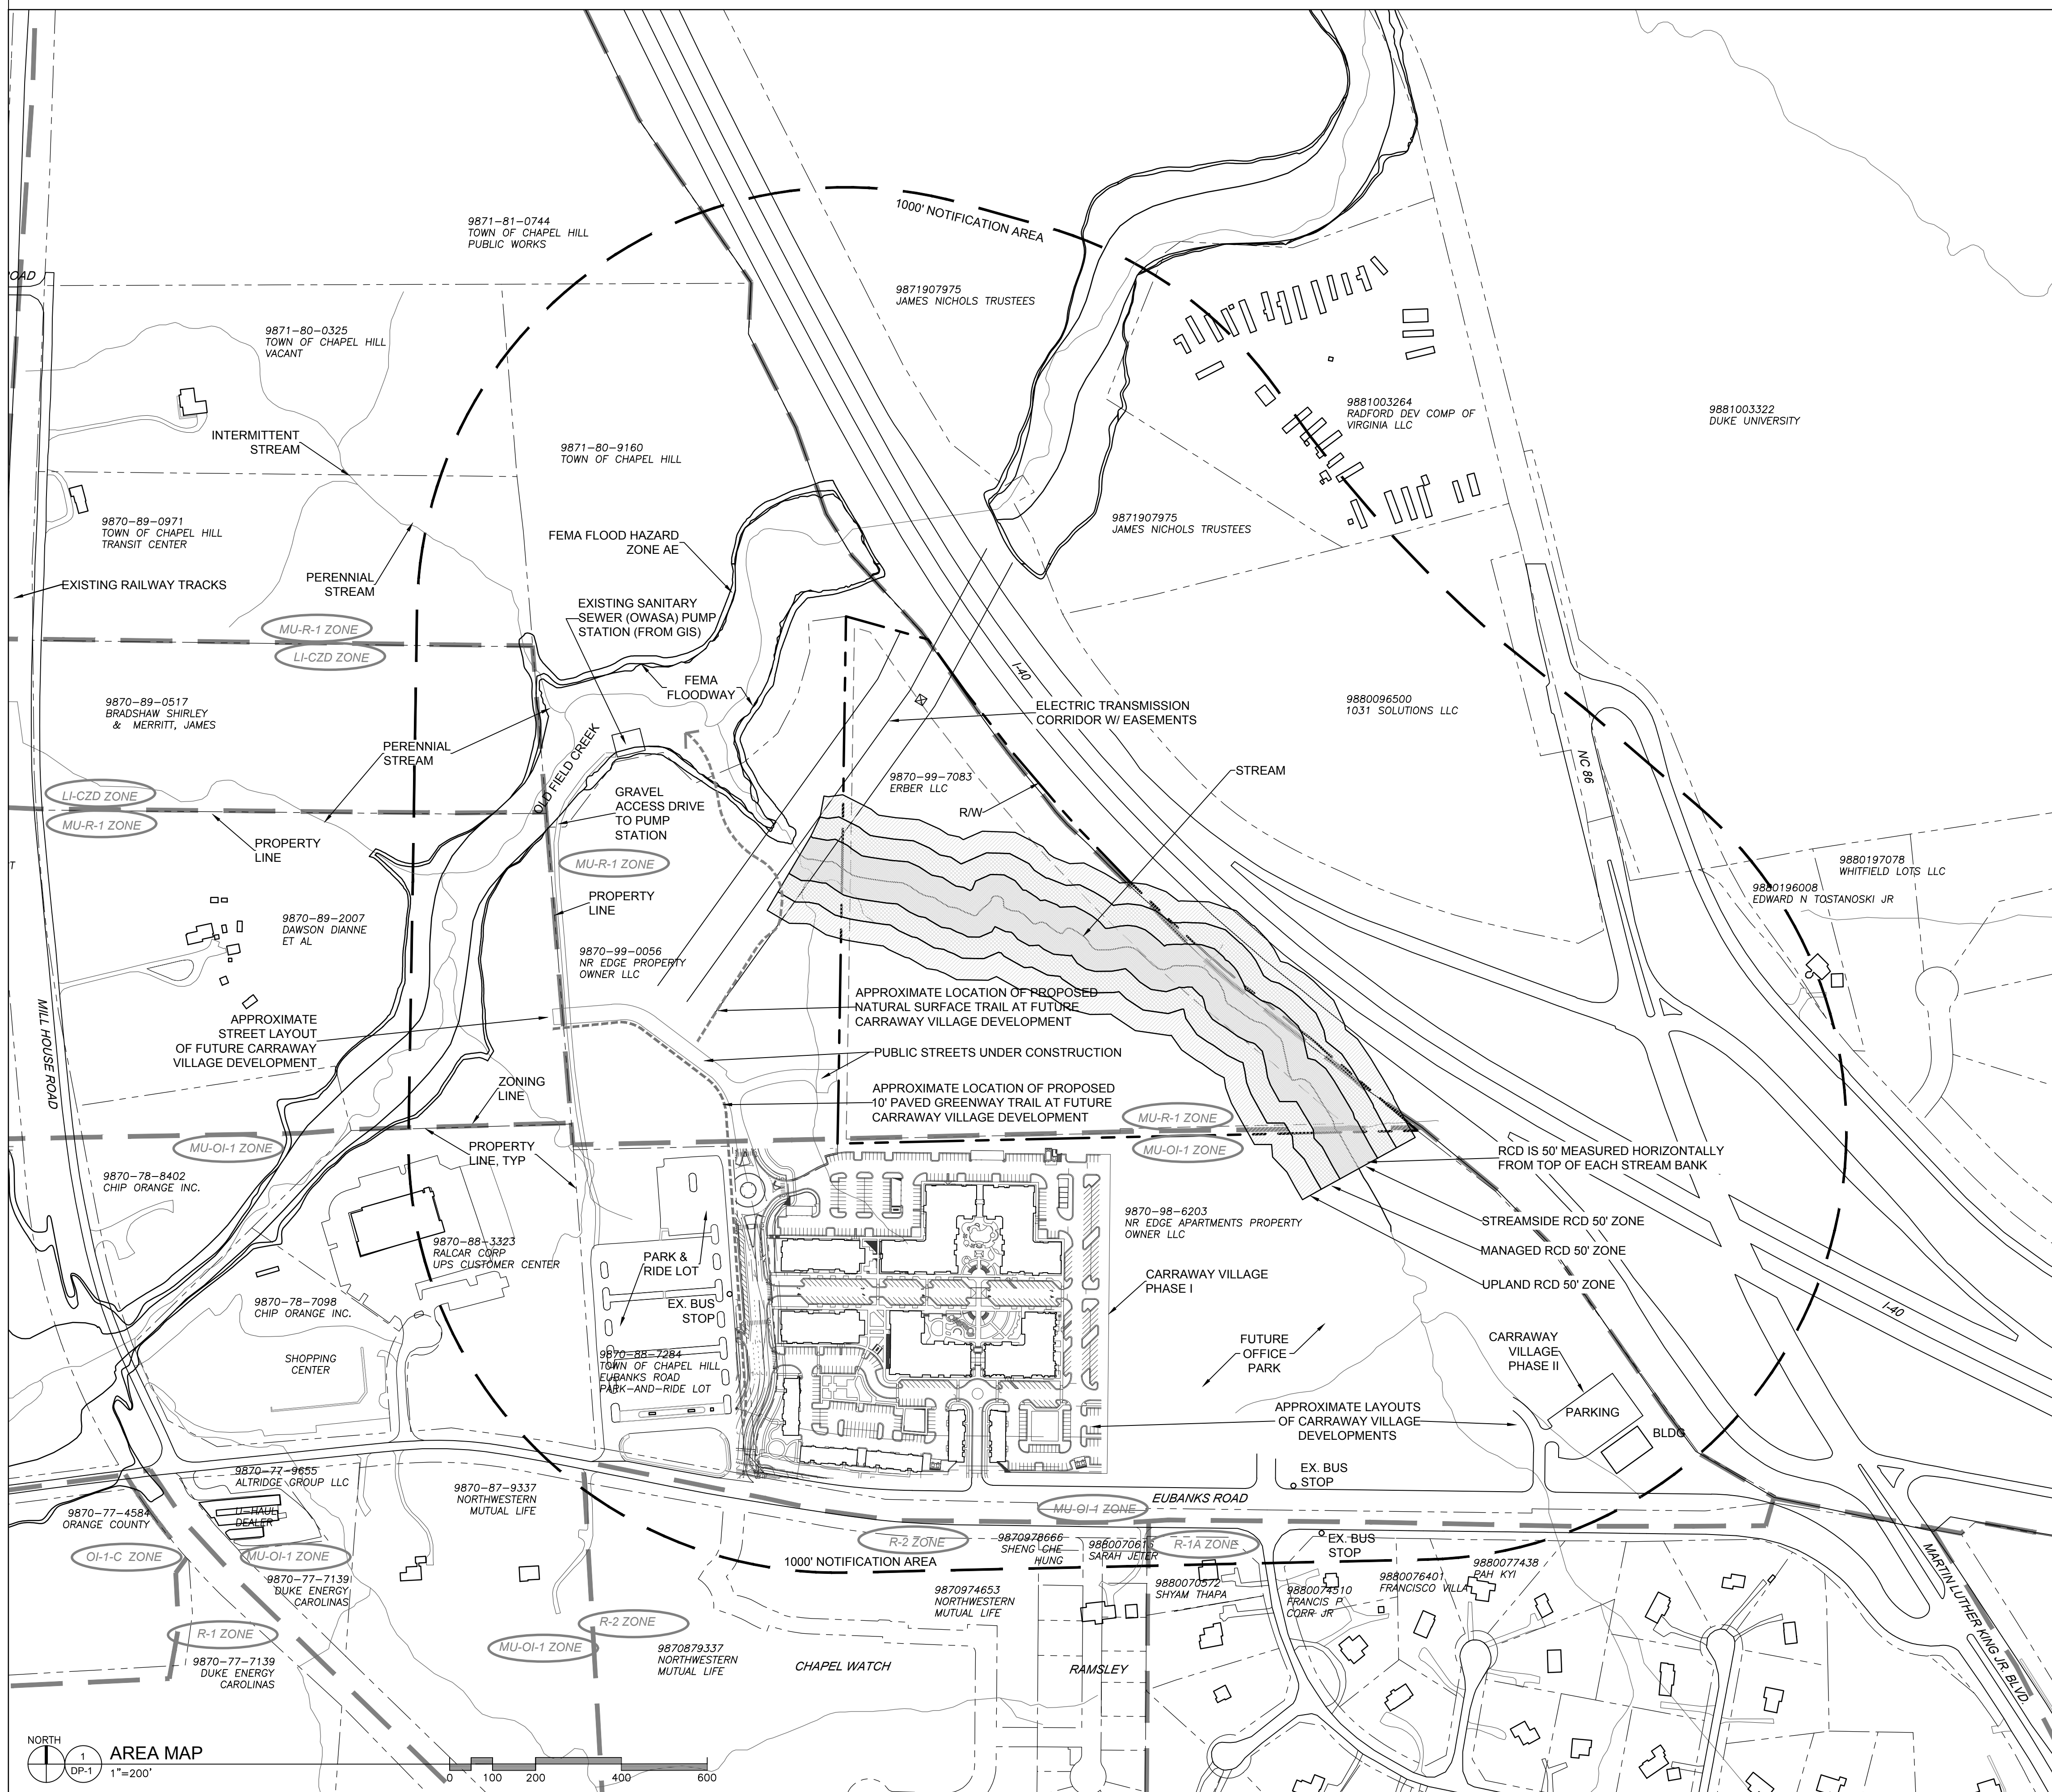 1000' NOTIFICATION AREA
9871-81-0744
TOWN OF CHAPEL HILL
PUBLIC WORKS
ROAD
9871907975
JAMES NICHOLS TRUSTEES
9871-80-0325
TOWN OF CHAPEL HILL
VACANT
9881003264
RADFORD DEV COMP OF
VIRGINIA LLC
9881003322
DUKE UNIVERSITY
INTERMITTENT
STREAM
9871-80-9160
TOWN OF CHAPEL HILL
9870-89-0971
TOWN OF CHAPEL HILL
TRANSIT CENTER
FEMA FLOOD HAZARD
ZONE AE
9871907975
JAMES NICHOLS TRUSTEES
EXISTING RAILWAY TRACKS
PERENNIAL
STREAM
EXISTING SANITARY
SEWER (OWASA) PUMP
STATION (FROM GIS)
MU-R-1 ZONE
LI-CZD ZONE
I-40
FEMA
FLOODWAY
9870-89-0517
BRADSHAW SHIRLEY
& MERRITT, JAMES
ELECTRIC TRANSMISSION
CORRIDOR W/ EASEMENTS
9880096500
1031 SOLUTIONS LLC
PERENNIAL
STREAM
OLD FIELD CREEK
NC 86
STREAM
9870-99-7083
ERBER LLC
R/W
LI-CZD ZONE
MU-R-1 ZONE
GRAVEL
ACCESS DRIVE
TO PUMP
STATION
PROPERTY
LINE
MU-R-1 ZONE
T
9880197078
WHITFIELD LOTS LLC
9880196008
EDWARD N TOSTANOSKI JR
PROPERTY
LINE
9870-89-2007
DAWSON DIANNE
ET AL
9870-99-0056
NR EDGE PROPERTY
OWNER LLC
APPROXIMATE LOCATION OF PROPOSED
NATURAL SURFACE TRAIL AT FUTURE
CARRAWAY VILLAGE DEVELOPMENT
MILL HOUSE ROAD
APPROXIMATE
STREET LAYOUT
OF FUTURE CARRAWAY
VILLAGE DEVELOPMENT
PUBLIC STREETS UNDER CONSTRUCTION
ZONING
LINE
APPROXIMATE LOCATION OF PROPOSED
10' PAVED GREENWAY TRAIL AT FUTURE
CARRAWAY VILLAGE DEVELOPMENT
MU-R-1 ZONE
MU-OI-1 ZONE
MU-OI-1 ZONE
PROPERTY
LINE, TYP
RCD IS 50' MEASURED HORIZONTALLY
FROM TOP OF EACH STREAM BANK
9870-78-8402
CHIP ORANGE INC.
9870-98-6203
NR EDGE APARTMENTS PROPERTY
OWNER LLC
STREAMSIDE RCD 50' ZONE
MANAGED RCD 50' ZONE
UPLAND RCD 50' ZONE
9870-88-3323
RALCAR CORP
UPS CUSTOMER CENTER
PARK &
RIDE LOT
CARRAWAY VILLAGE
PHASE I
EX. BUS
STOP
9870-78-7098
CHIP ORANGE INC.
I-40
FUTURE
OFFICE
PARK
CARRAWAY
VILLAGE
PHASE II
SHOPPING
CENTER
9870-88-7284
TOWN OF CHAPEL HILL
EUBANKS ROAD
PARK-AND-RIDE LOT
APPROXIMATE LAYOUTS
OF CARRAWAY VILLAGE
DEVELOPMENTS
PARKING
BLDG
EX. BUS
STOP
9870-77-9655
ALTRIDGE GROUP LLC
U-HAUL
DEALER
9870-87-9337
NORTHWESTERN
MUTUAL LIFE
MU-OI-1 ZONE
EUBANKS ROAD
9870-77-4584
ORANGE COUNTY
OI-1-C ZONE
MU-OI-1 ZONE
R-2 ZONE
9870978666
SHENG CHE
HUNG
SARAH JETER
R-1A ZONE
EX. BUS
STOP
1000' NOTIFICATION AREA
9870-77-7139
DUKE ENERGY
CAROLINAS
9870974653
NORTHWESTERN
MUTUAL LIFE
9880070572
SHYAM THAPA
9880074510
FRANCIS P
CORR JR
9880076401
FRANCISCO VILLA
9880077438
PAH KYI
MARTIN LUTHER KING JR. BLVD.
R-1 ZONE
R-2 ZONE
MU-OI-1 ZONE
9870879337
NORTHWESTERN
MUTUAL LIFE
9870-77-7139
DUKE ENERGY
CAROLINAS
CHAPEL WATCH
RAMSLEY
NORTH
1
DP-1
AREA MAP
1"=200'
0 100 200 400 600